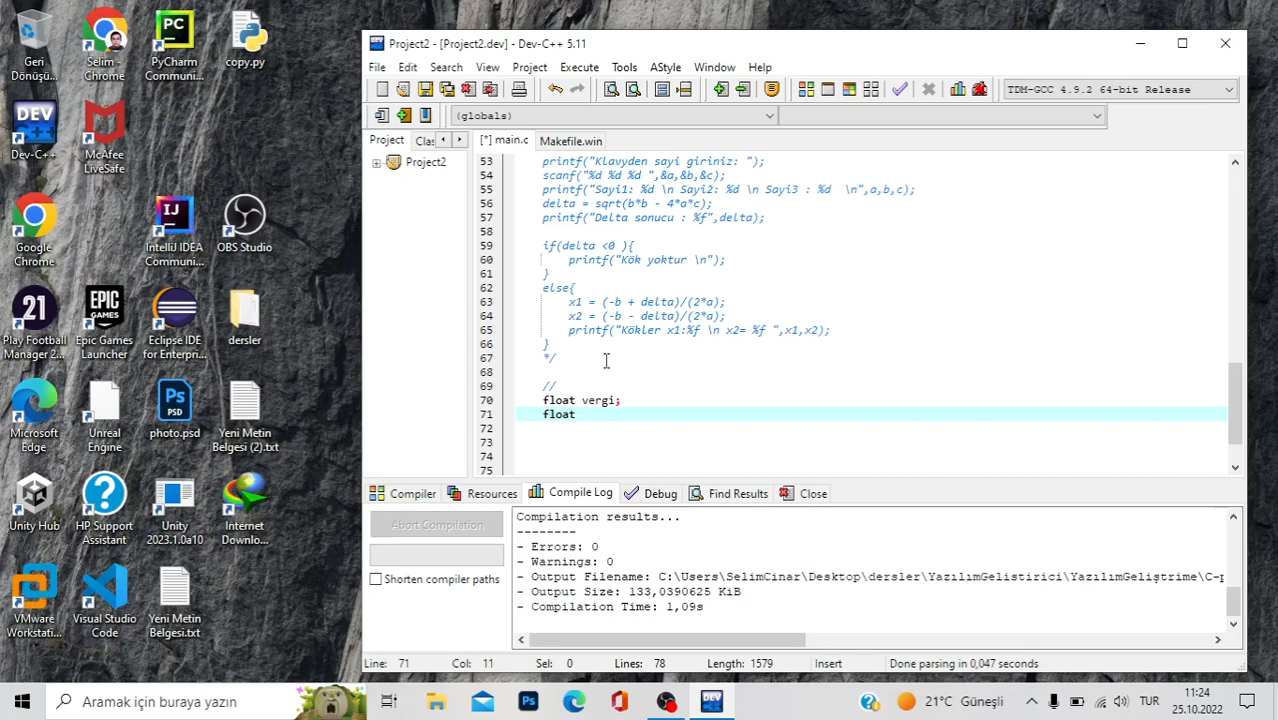 Geri
Dönüşü...
Selim -
Chrome
PC
PyCharm
Communi...
copy.py
DEV
C++
Dev-C++
McAfee
LiveSafe
Google
Chrome
IJ
IntelliJ IDEA
Communi...
OBS Studio
21
Play Football
Manager 2...
EPIC
GAMES
Epic Games
Launcher
Eclipse IDE
for Enterpri...
dersler
Microsoft
Edge
Unreal
Engine
Ps
PSD
photo.psd
Yeni Metin
Belgesi (2).txt
Unity Hub
HP Support
Assistant
Unity
2023.1.0a10
Internet
Downlo...
VMware
Workstati...
Visual Studio
Code
Yeni Metin
Belgesi.txt
Project2 - [Project2.dev] - Dev-C++ 5.11
File Edit Search View Project Execute Tools AStyle Window Help
TDM-GCC 4.9.2 64-bit Release
(globals)
Project Clas [*] main.c Makefile.win
Project2
53 printf("Klavyden sayi giriniz: ");
54 scanf("%d %d %d ",&a,&b,&c);
55 printf("Sayi1: %d \n Sayi2: %d \n Sayi3 : %d  \n",a,b,c);
56 delta = sqrt(b*b - 4*a*c);
57 printf("Delta sonucu : %f",delta);
58
59 if(delta <0 ){
60 printf("Kök yoktur \n");
61 }
62 else{
63 x1 = (-b + delta)/(2*a);
64 x2 = (-b - delta)/(2*a);
65 printf("Kökler x1:%f \n x2= %f ",x1,x2);
66 }
67 */
68
69 //
70 float vergi;
71 float
72
73
74
75
Compiler Resources Compile Log Debug Find Results Close
Abort Compilation
Shorten compiler paths
Compilation results...
--------
- Errors: 0
- Warnings: 0
- Output Filename: C:\Users\SelimCinar\Desktop\dersler\YazılımGelistirici\YazılımGeliştrime\C-p
- Output Size: 133,0390625 KiB
- Compilation Time: 1,09s
Line: 71 Col: 11 Sel: 0 Lines: 78 Length: 1579 Insert Done parsing in 0,047 seconds
Aramak için buraya yazın
Ps
DEV
21°C Güneşli
TUR
11:24
25.10.2022